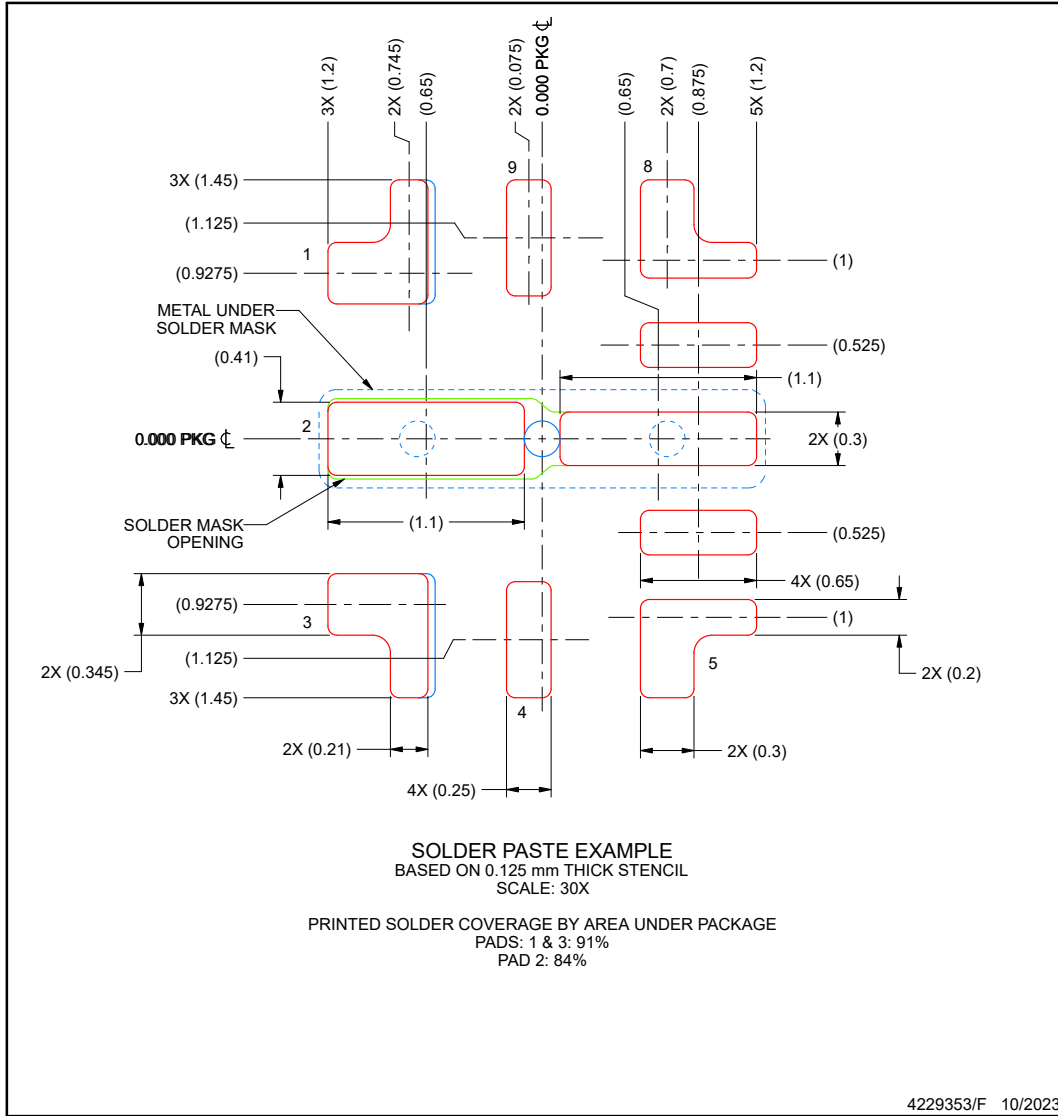 3X (1.2)
2X (0.745)
(0.65)
2X (0.075)
0.000 PKG ℄
(0.65)
2X (0.7)
(0.875)
5X (1.2)
9
8
3X (1.45)
(1.125)
1
(0.9275)
(1)
METAL UNDER
SOLDER MASK
(0.41)
(0.525)
(1.1)
2
0.000 PKG ℄
2X (0.3)
SOLDER MASK
OPENING
(1.1)
(0.525)
4X (0.65)
(0.9275)
3
(1)
(1.125)
5
2X (0.345)
2X (0.2)
3X (1.45)
4
2X (0.21)
2X (0.3)
4X (0.25)
SOLDER PASTE EXAMPLE
BASED ON 0.125 mm THICK STENCIL
SCALE: 30X
PRINTED SOLDER COVERAGE BY AREA UNDER PACKAGE
PADS: 1 & 3: 91%
PAD 2: 84%
4229353/F 10/2023